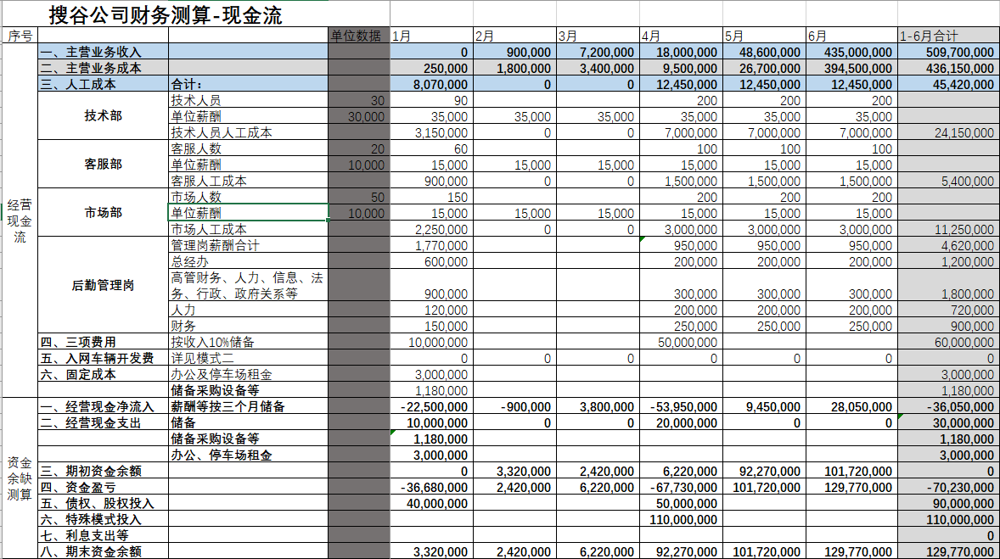 搜谷公司财务测算-现金流
序号 单位数据 1月 2月 3月 4月 5月 6月 1-6月合计
经营现金流
一、主营业务收入 0 900,000 7,200,000 18,000,000 48,600,000 435,000,000 509,700,000
二、主营业务成本 250,000 1,800,000 3,400,000 9,500,000 26,700,000 394,500,000 436,150,000
三、人工成本 合计： 8,070,000 0 0 12,450,000 12,450,000 12,450,000 45,420,000
技术部
技术人员 30 90 200 200 200
单位薪酬 30,000 35,000 35,000 35,000 35,000 35,000 35,000
技术人员人工成本 3,150,000 0 0 7,000,000 7,000,000 7,000,000 24,150,000
客服部
客服人数 20 60 100 100 100
单位薪酬 10,000 15,000 15,000 15,000 15,000 15,000 15,000
客服人工成本 900,000 0 0 1,500,000 1,500,000 1,500,000 5,400,000
市场部
市场人数 50 150 200 200 200
单位薪酬 10,000 15,000 15,000 15,000 15,000 15,000 15,000
市场人工成本 2,250,000 0 0 3,000,000 3,000,000 3,000,000 11,250,000
后勤管理岗
管理岗薪酬合计 1,770,000 950,000 950,000 950,000 4,620,000
总经办 600,000 200,000 200,000 200,000 1,200,000
高管财务、人力、信息、法
务、行政、政府关系等 900,000 300,000 300,000 300,000 1,800,000
人力 120,000 200,000 200,000 200,000 720,000
财务 150,000 250,000 250,000 250,000 900,000
四、三项费用 按收入10%储备 10,000,000 50,000,000 60,000,000
五、入网车辆开发费 详见模式二 0 0 0 0 0 0 0
六、固定成本 办公及停车场租金 3,000,000 3,000,000
储备采购设备等 1,180,000 1,180,000
资金余缺测算
一、经营现金净流入 薪酬等按三个月储备 -22,500,000 -900,000 3,800,000 -53,950,000 9,450,000 28,050,000 -36,050,000
二、经营现金支出 储备 10,000,000 0 0 20,000,000 0 0 30,000,000
储备采购设备等 1,180,000 1,180,000
办公、停车场租金 3,000,000 3,000,000
三、期初资金余额 0 3,320,000 2,420,000 6,220,000 92,270,000 101,720,000 0
四、资金盈亏 -36,680,000 2,420,000 6,220,000 -67,730,000 101,720,000 129,770,000 -70,230,000
五、债权、股权投入 40,000,000 50,000,000 90,000,000
六、特殊模式投入 110,000,000 110,000,000
七、利息支出等 0
八、期末资金余额 3,320,000 2,420,000 6,220,000 92,270,000 101,720,000 129,770,000 129,770,000